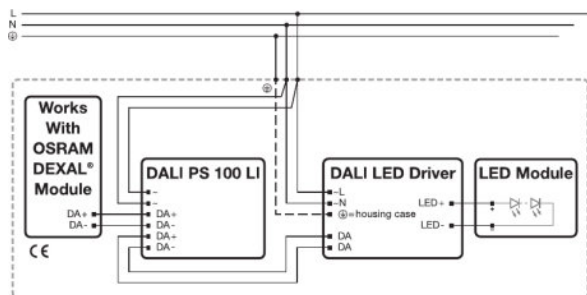 L
N
⏚
⏚
Works
With
OSRAM
DEXAL®
Module
DA+
DA-
CE
DALI PS 100 LI
~
~
DA+
DA-
DA+
DA-
DALI LED Driver
~L
~N
⏚=housing case
DA
DA
LED+
LED-
LED Module
+
-